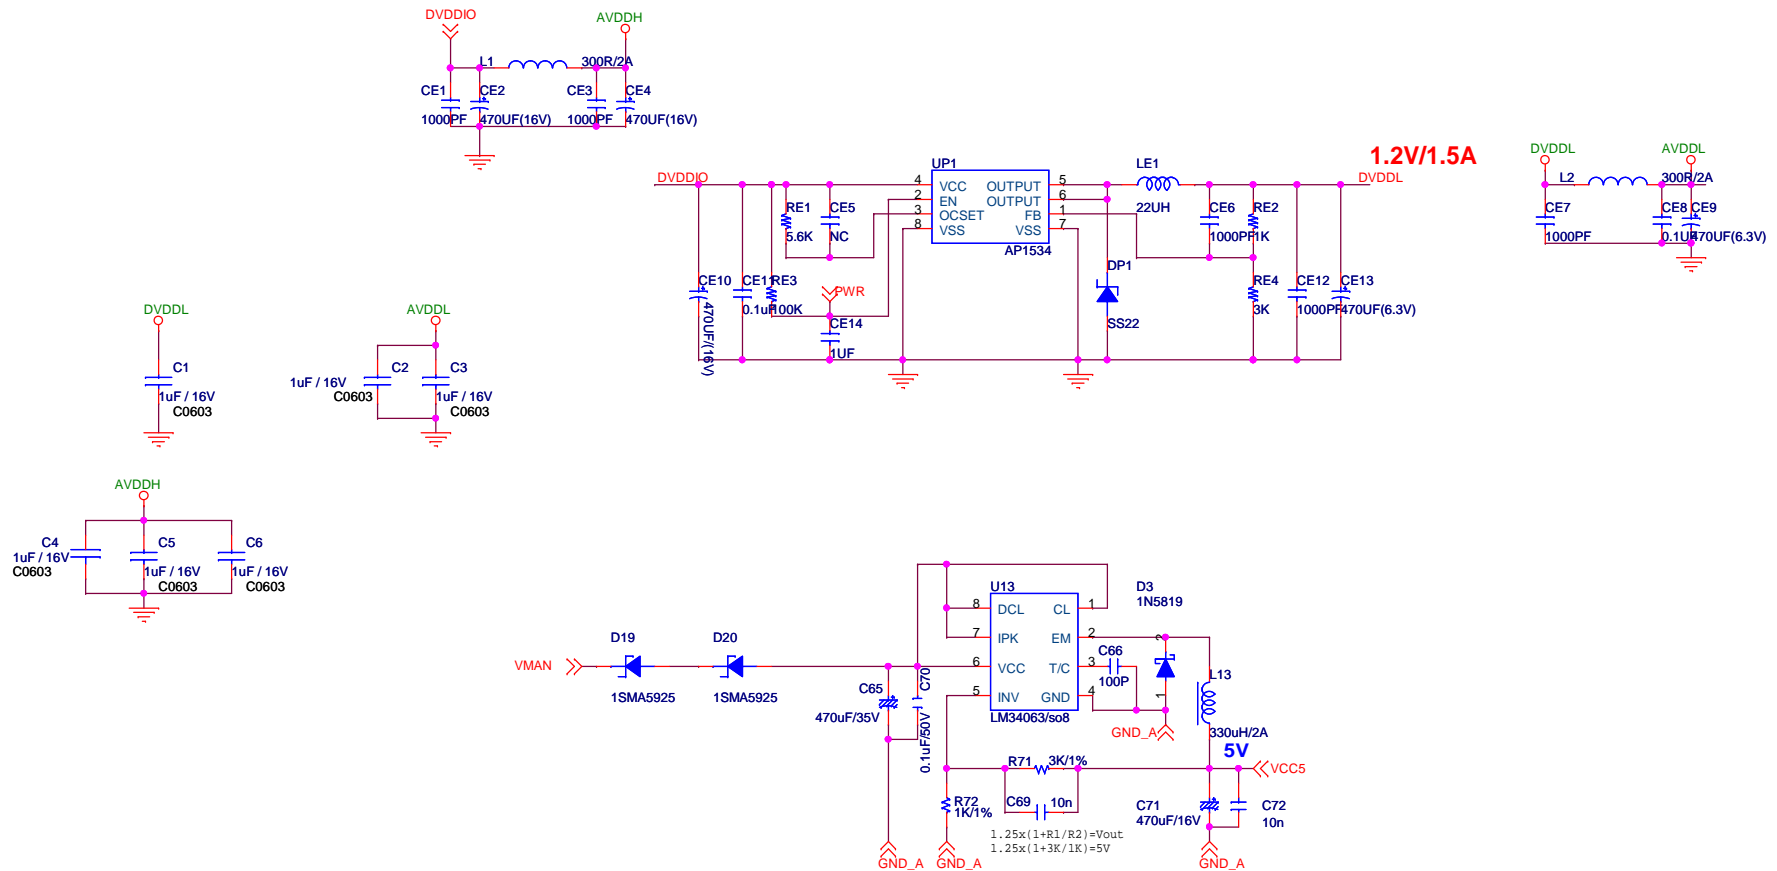 DVDDIO
AVDDH
L1
300R/2A
CE1
CE2
CE3
CE4
1000PF
470UF(16V)
1000PF
470UF(16V)
1.2V/1.5A
DVDDIO
UP1
4 VCC
2 EN
3 OCSET
8 VSS
OUTPUT 5
OUTPUT 6
FB 1
VSS 7
AP1534
LE1
22UH
DVDDL
RE1
5.6K
CE5
NC
CE6
1000PF
RE2
1K
DP1
SS22
CE10
470UF/(16V)
CE11
0.1uF
RE3
100K
PWR
CE14
1UF
RE4
3K
CE12
1000PF
CE13
470UF(6.3V)
DVDDL
AVDDL
L2
300R/2A
CE7
1000PF
CE8
0.1UF
CE9
470UF(6.3V)
DVDDL
C1
1uF / 16V
C0603
AVDDL
C2
1uF / 16V
C0603
C3
1uF / 16V
C0603
AVDDH
C4
1uF / 16V
C0603
C5
1uF / 16V
C0603
C6
1uF / 16V
C0603
VMAN
D19
1SMA5925
D20
1SMA5925
C65
470uF/35V
C70
0.1uF/50V
U13
8 DCL
7 IPK
6 VCC
5 INV
CL 1
EM 2
T/C 3
GND 4
LM34063/so8
C66
100P
D3
1N5819
2
1
GND_A
L13
330uH/2A
5V
VCC5
R71
3K/1%
R72
1K/1%
C69
10n
C71
470uF/16V
C72
10n
1.25x(1+R1/R2)=Vout
1.25x(1+3K/1K)=5V
GND_A
GND_A
GND_A